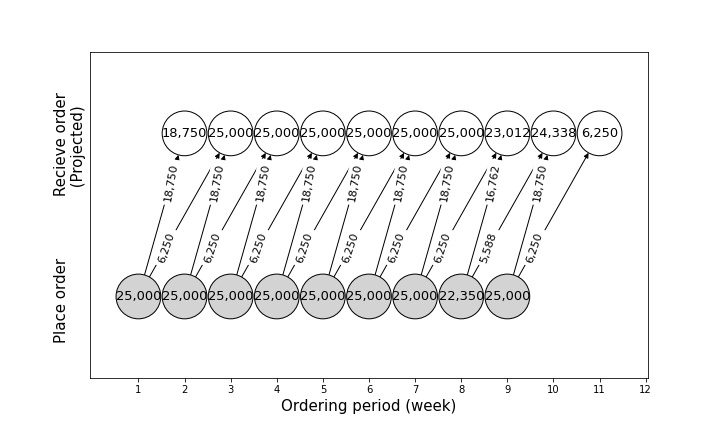 Recieve order
(Projected)
18,750 25,000 25,000 25,000 25,000 25,000 25,000 23,012 24,338 6,250
18,750 18,750 18,750 18,750 18,750 18,750 18,750 16,762 18,750
6,250 6,250 6,250 6,250 6,250 6,250 6,250 5,588 6,250
Place order
25,000 25,000 25,000 25,000 25,000 25,000 25,000 22,350 25,000
1 2 3 4 5 6 7 8 9 10 11 12
Ordering period (week)